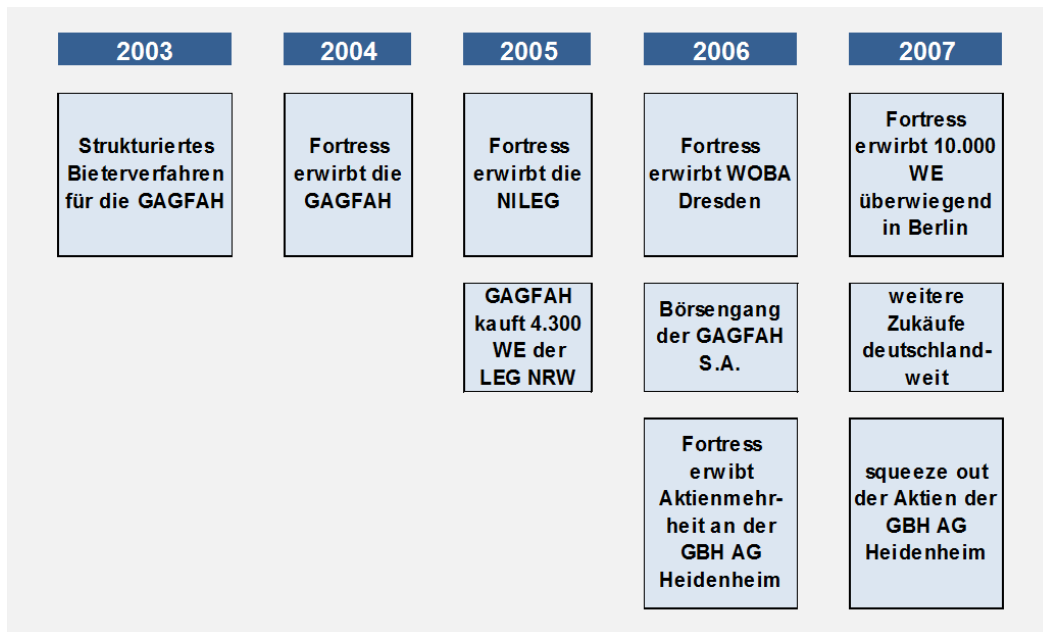 2003
2004
2005
2006
2007
Strukturiertes
Bieterverfahren
für die GAGFAH
Fortress
erwirbt die
GAGFAH
Fortress
erwirbt die
NILEG
Fortress
erwirbt WOBA
Dresden
Fortress
erwirbt 10.000
WE
überwiegend
in Berlin
GAGFAH
kauft 4.300
WE der
LEG NRW
Börsengang
der GAGFAH
S.A.
weitere
Zukäufe
deutschland-
weit
Fortress
erwibt
Aktienmehr-
heit an der
GBH AG
Heidenheim
squeeze out
der Aktien der
GBH AG
Heidenheim